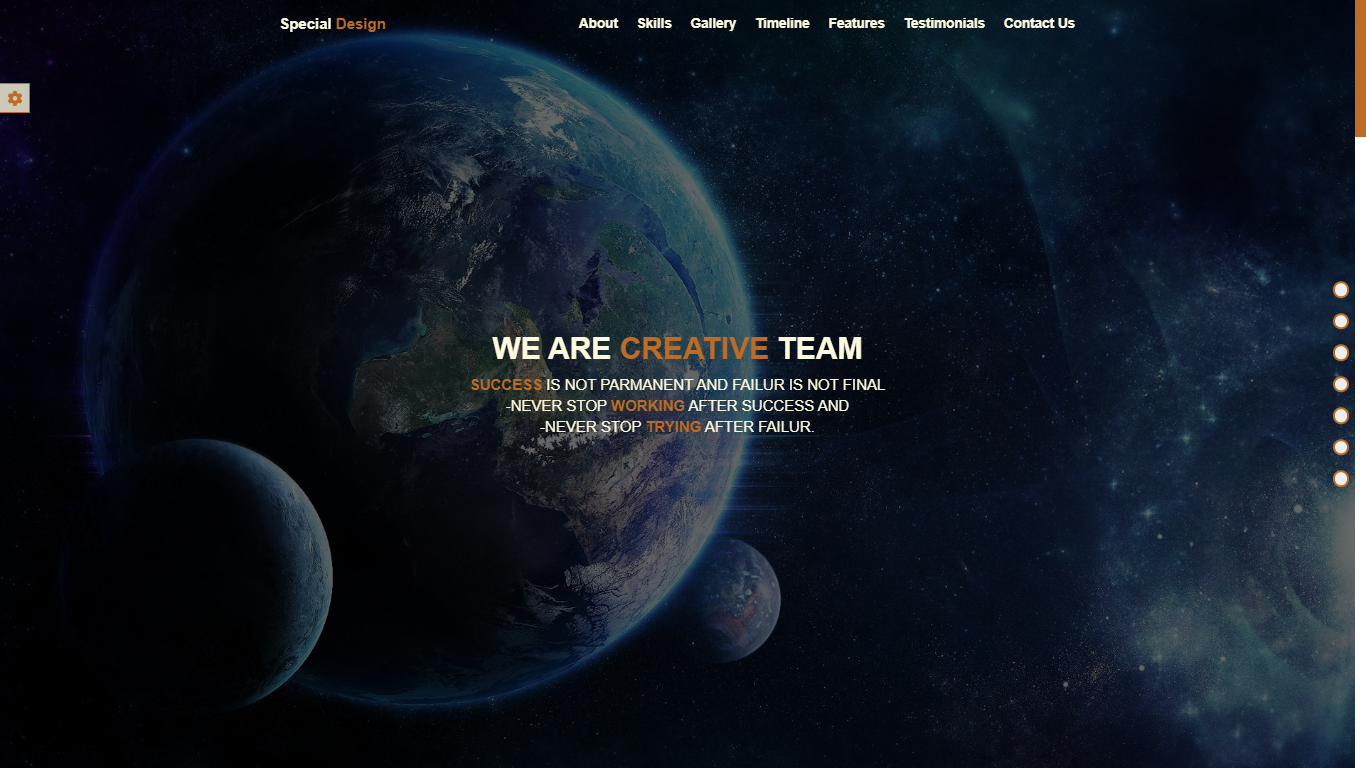 Special Design
About Skills Gallery Timeline Features Testimonials Contact Us
WE ARE CREATIVE TEAM
SUCCESS IS NOT PARMANENT AND FAILUR IS NOT FINAL
-NEVER STOP WORKING AFTER SUCCESS AND
-NEVER STOP TRYING AFTER FAILUR.